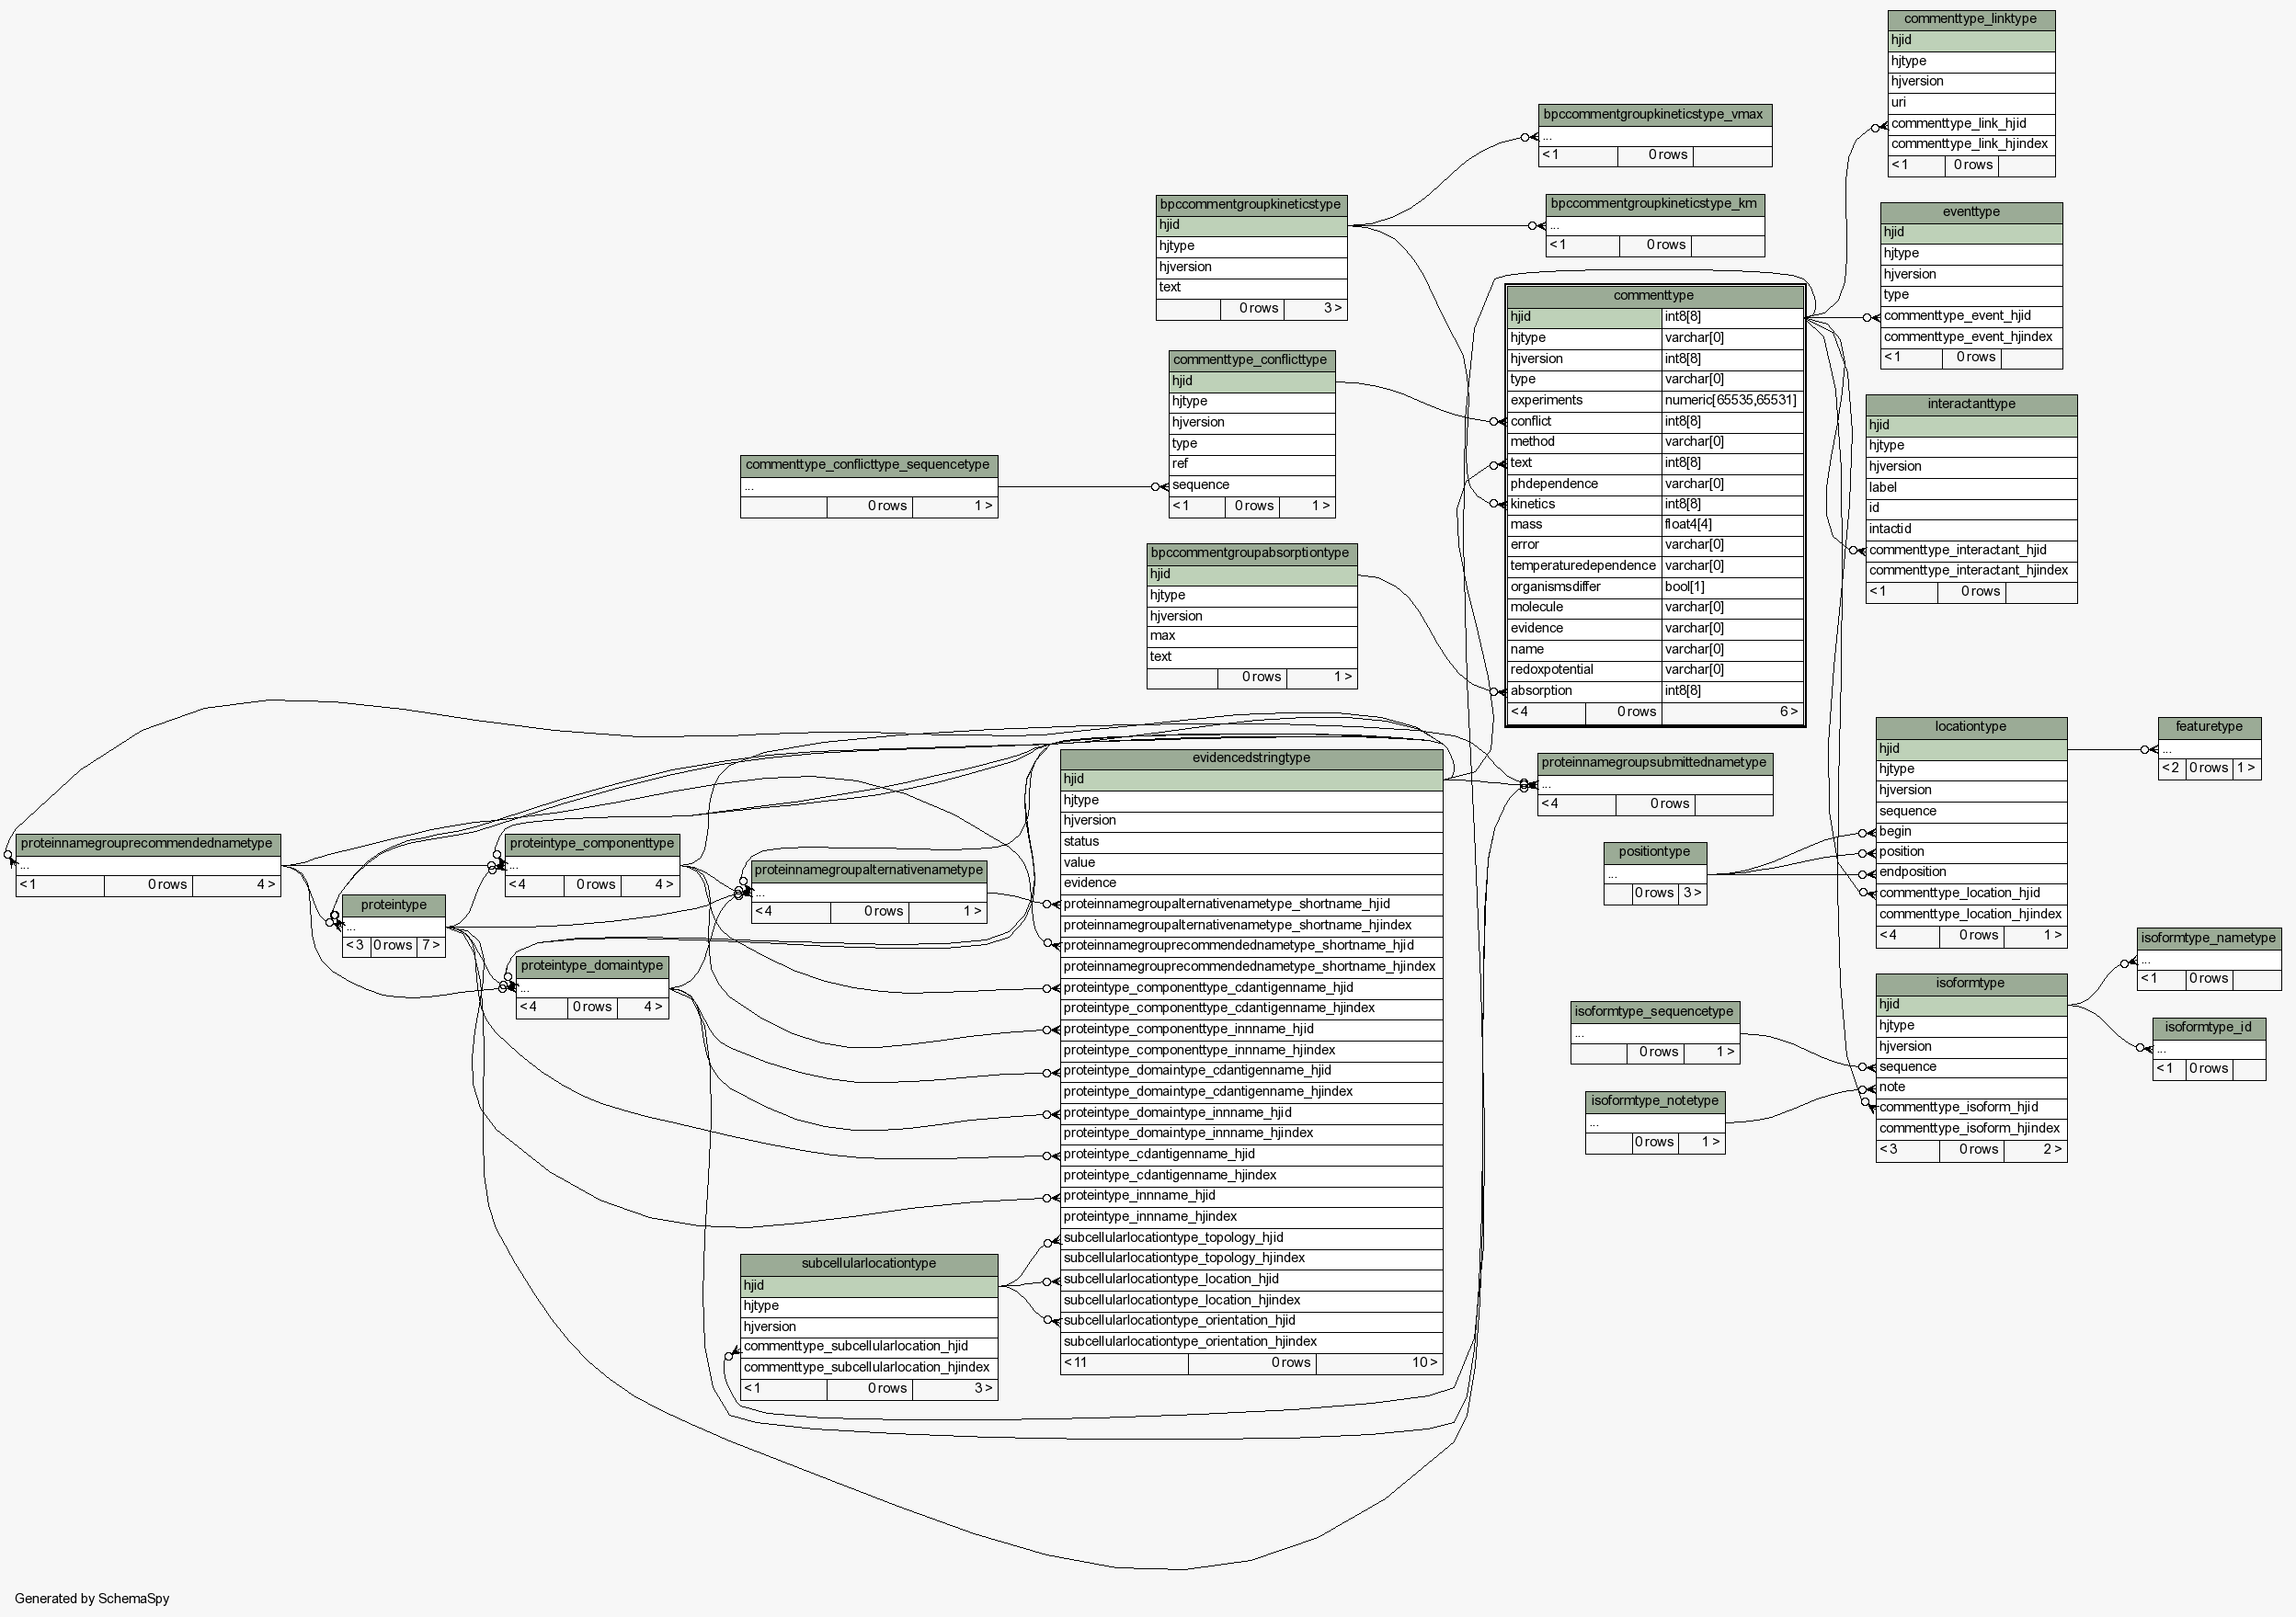 commenttype_linktype
hjid
hjtype
hjversion
uri
commenttype_link_hjid
commenttype_link_hjindex
< 1 0 rows
bpccommentgroupkineticstype_vmax
...
< 1 0 rows
bpccommentgroupkineticstype_km
...
< 1 0 rows
bpccommentgroupkineticstype
hjid
hjtype
hjversion
text
0 rows 3 >
eventtype
hjid
hjtype
hjversion
type
commenttype_event_hjid
commenttype_event_hjindex
< 1 0 rows
commenttype
hjid int8[8]
hjtype varchar[0]
hjversion int8[8]
type varchar[0]
experiments numeric[65535,65531]
conflict int8[8]
method varchar[0]
text int8[8]
phdependence varchar[0]
kinetics int8[8]
mass float4[4]
error varchar[0]
temperaturedependence varchar[0]
organismsdiffer bool[1]
molecule varchar[0]
evidence varchar[0]
name varchar[0]
redoxpotential varchar[0]
absorption int8[8]
< 4 0 rows 6 >
commenttype_conflicttype
hjid
hjtype
hjversion
type
ref
sequence
< 1 0 rows 1 >
commenttype_conflicttype_sequencetype
...
0 rows 1 >
interactanttype
hjid
hjtype
hjversion
label
id
intactid
commenttype_interactant_hjid
commenttype_interactant_hjindex
< 1 0 rows
bpccommentgroupabsorptiontype
hjid
hjtype
hjversion
max
text
0 rows 1 >
locationtype
hjid
hjtype
hjversion
sequence
begin
position
endposition
commenttype_location_hjid
commenttype_location_hjindex
< 4 0 rows 1 >
featuretype
...
< 2 0 rows 1 >
evidencedstringtype
hjid
hjtype
hjversion
status
value
evidence
proteinnamegroupalternativenametype_shortname_hjid
proteinnamegroupalternativenametype_shortname_hjindex
proteinnamegrouprecommendednametype_shortname_hjid
proteinnamegrouprecommendednametype_shortname_hjindex
proteintype_componenttype_cdantigenname_hjid
proteintype_componenttype_cdantigenname_hjindex
proteintype_componenttype_innname_hjid
proteintype_componenttype_innname_hjindex
proteintype_domaintype_cdantigenname_hjid
proteintype_domaintype_cdantigenname_hjindex
proteintype_domaintype_innname_hjid
proteintype_domaintype_innname_hjindex
proteintype_cdantigenname_hjid
proteintype_cdantigenname_hjindex
proteintype_innname_hjid
proteintype_innname_hjindex
subcellularlocationtype_topology_hjid
subcellularlocationtype_topology_hjindex
subcellularlocationtype_location_hjid
subcellularlocationtype_location_hjindex
subcellularlocationtype_orientation_hjid
subcellularlocationtype_orientation_hjindex
< 11 0 rows 10 >
proteinnamegroupsubmittednametype
...
< 4 0 rows
proteinnamegrouprecommendednametype
...
< 1 0 rows 4 >
proteintype_componenttype
...
< 4 0 rows 4 >
proteinnamegroupalternativenametype
...
< 4 0 rows 1 >
proteintype
...
< 3 0 rows 7 >
proteintype_domaintype
...
< 4 0 rows 4 >
positiontype
...
0 rows 3 >
isoformtype_nametype
...
< 1 0 rows
isoformtype
hjid
hjtype
hjversion
sequence
note
commenttype_isoform_hjid
commenttype_isoform_hjindex
< 3 0 rows 2 >
isoformtype_id
...
< 1 0 rows
isoformtype_sequencetype
...
0 rows 1 >
isoformtype_notetype
...
0 rows 1 >
subcellularlocationtype
hjid
hjtype
hjversion
commenttype_subcellularlocation_hjid
commenttype_subcellularlocation_hjindex
< 1 0 rows 3 >
Generated by SchemaSpy